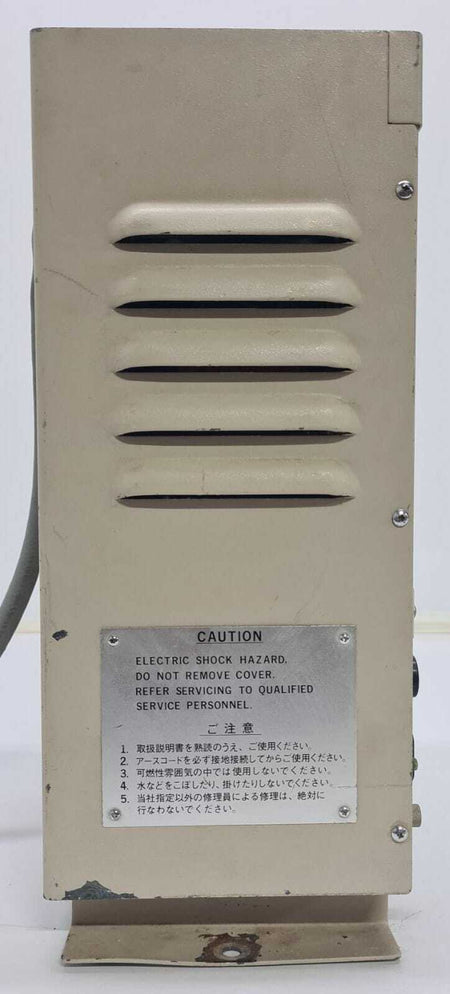 CAUTION
ELECTRIC SHOCK HAZARD.
DO NOT REMOVE COVER.
REFER SERVICING TO QUALIFIED
SERVICE PERSONNEL.
ご注意
1. 取扱説明書を熟読のうえ、ご使用ください。
2. アースコードを必ず接地接続してからご使用ください。
3. 可燃性雰囲気の中では使用しないでください。
4. 水などをこぼしたり、掛けたりしないでください。
5. 当社指定以外の修理員による修理は、絶対に
行なわないでください。